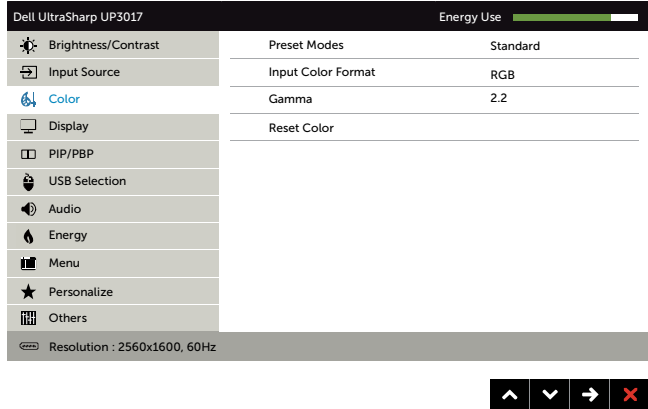 Dell UltraSharp UP3017
Energy Use
Brightness/Contrast
Input Source
Color
Display
PIP/PBP
USB Selection
Audio
Energy
Menu
Personalize
Others
Preset Modes Standard
Input Color Format RGB
Gamma 2.2
Reset Color
Resolution : 2560x1600, 60Hz